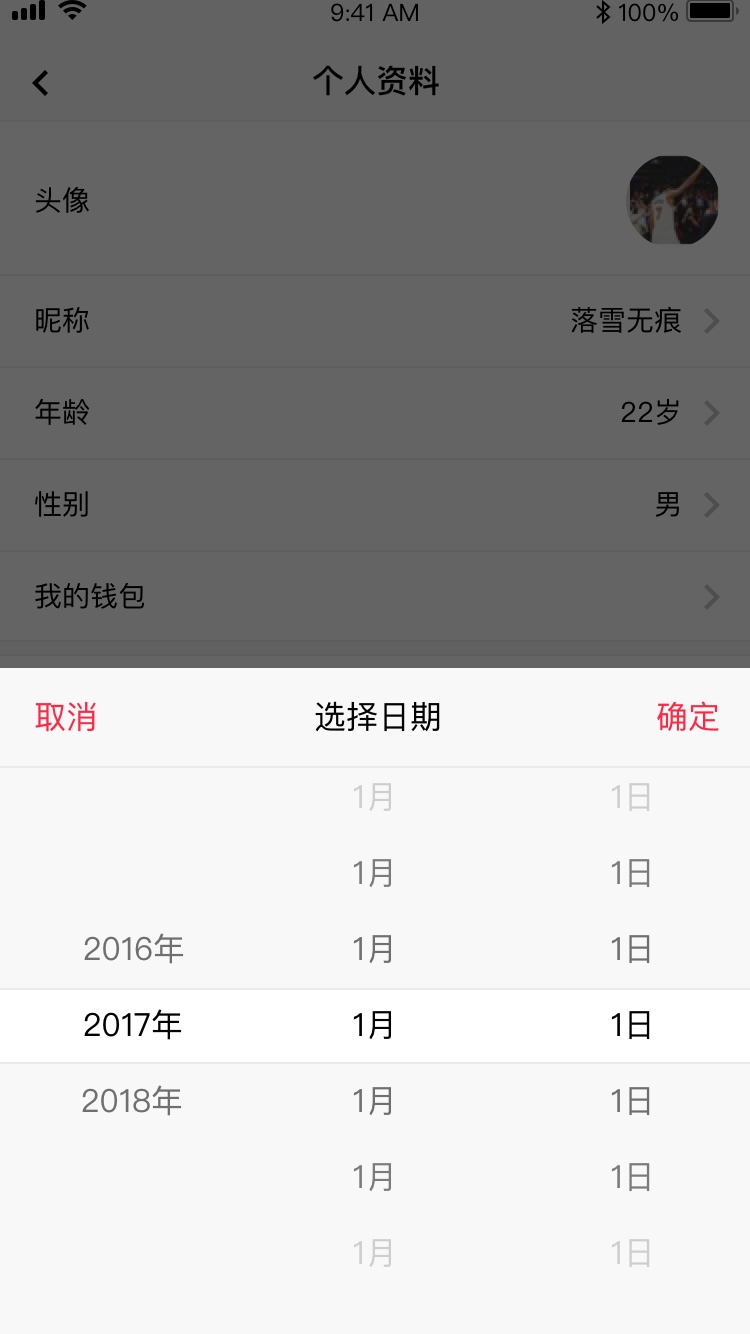 9:41 AM 100%
个人资料
头像
昵称 落雪无痕
年龄 22岁
性别 男
我的钱包
取消 选择日期 确定
1月 1日
1月 1日
2016年 1月 1日
2017年 1月 1日
2018年 1月 1日
1月 1日
1月 1日